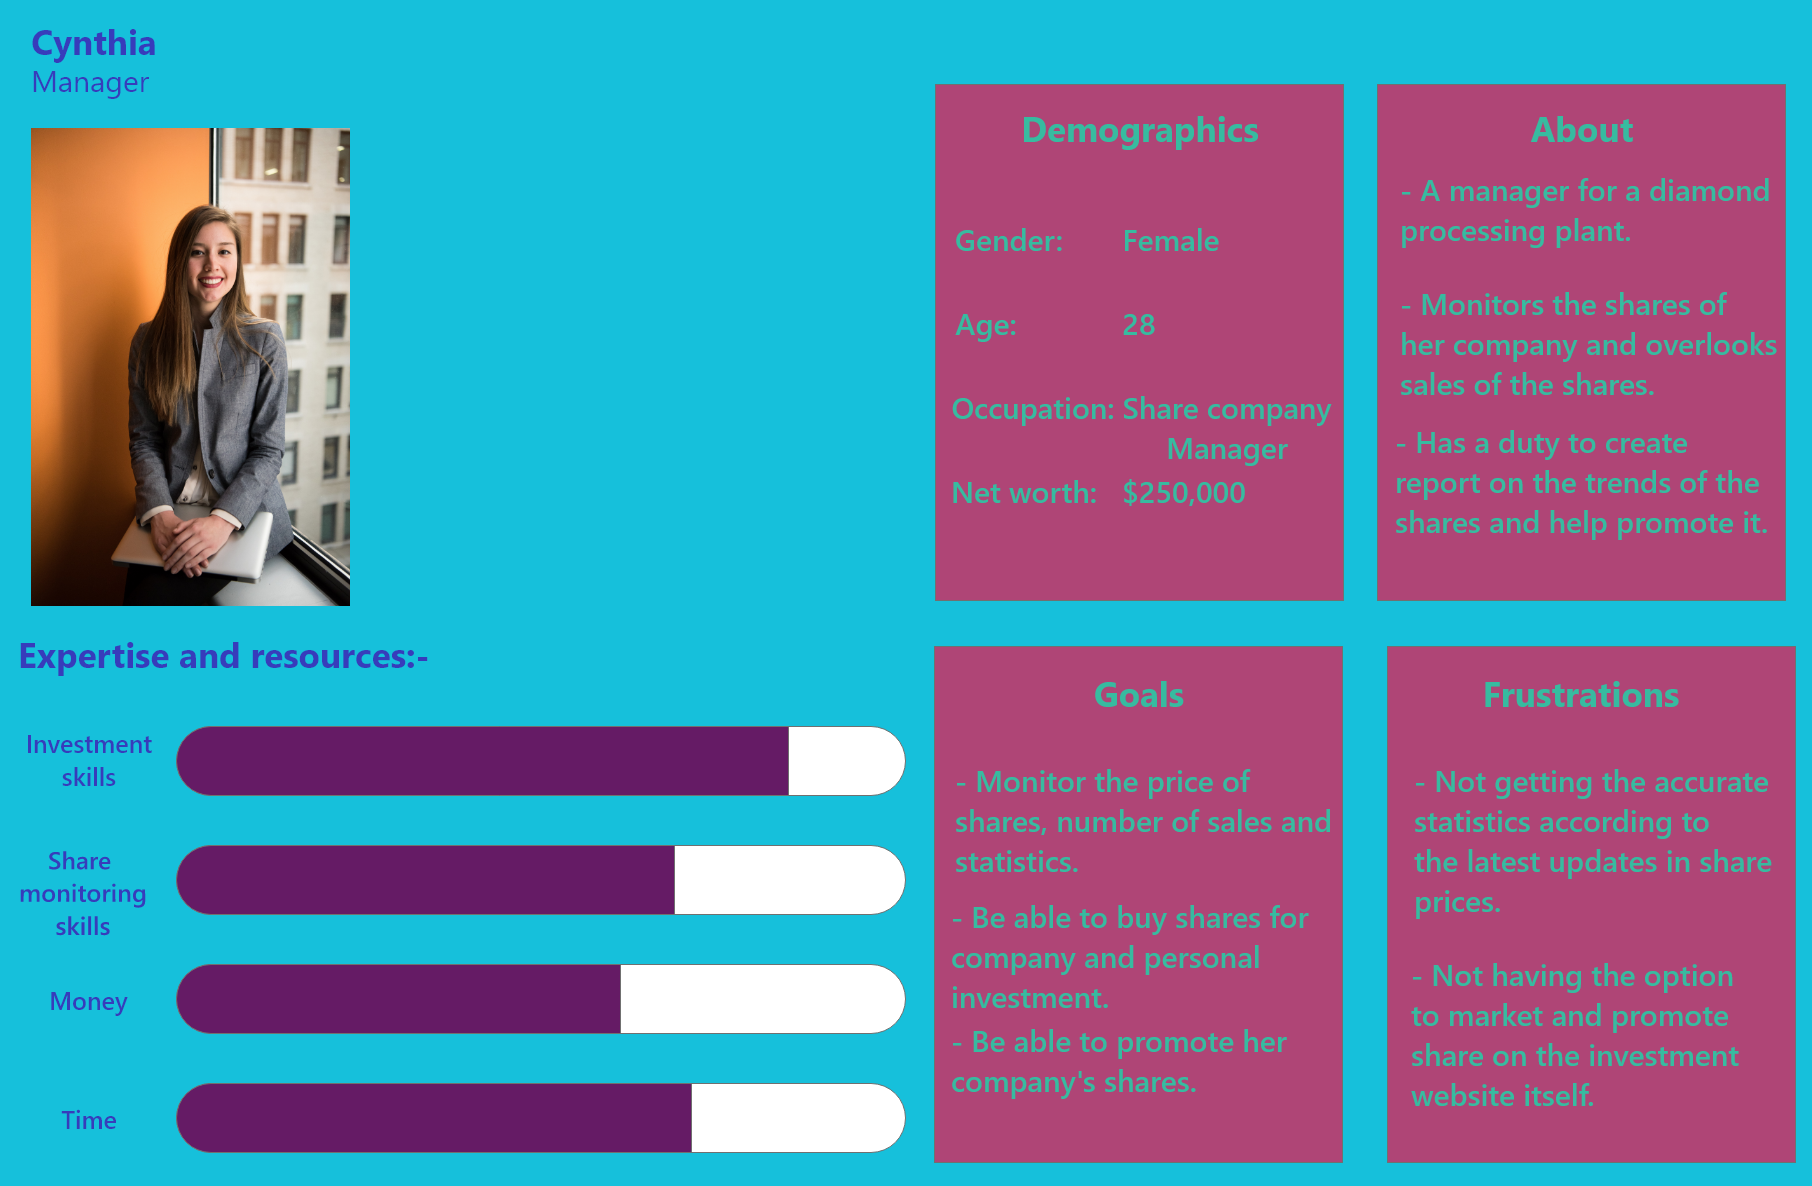 Cynthia
Manager
Demographics
Gender: Female
Age: 28
Occupation: Share company
Manager
Net worth: $250,000
About
- A manager for a diamond
processing plant.
- Monitors the shares of
her company and overlooks
sales of the shares.
- Has a duty to create
report on the trends of the
shares and help promote it.
Expertise and resources:-
Investment
skills
Share
monitoring
skills
Money
Time
Goals
- Monitor the price of
shares, number of sales and
statistics.
- Be able to buy shares for
company and personal
investment.
- Be able to promote her
company's shares.
Frustrations
- Not getting the accurate
statistics according to
the latest updates in share
prices.
- Not having the option
to market and promote
share on the investment
website itself.